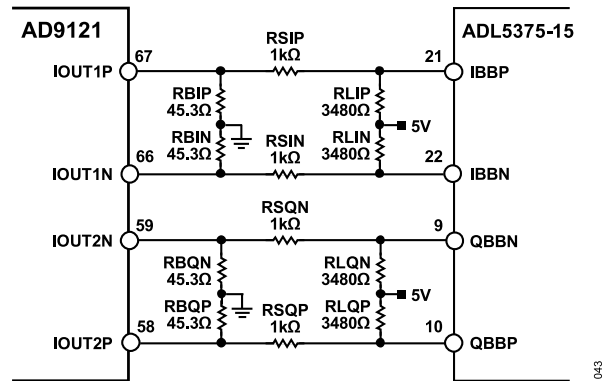 AD9121
ADL5375-15
RSIP
1kΩ
67
21
IOUT1P
IBBP
RBIP
45.3Ω
RLIP
3480Ω
5V
RBIN
45.3Ω
RSIN
1kΩ
RLIN
3480Ω
66
22
IOUT1N
IBBN
RSQN
1kΩ
59
9
IOUT2N
QBBN
RBQN
45.3Ω
RLQN
3480Ω
5V
RBQP
45.3Ω
RSQP
1kΩ
RLQP
3480Ω
58
10
IOUT2P
QBBP
043